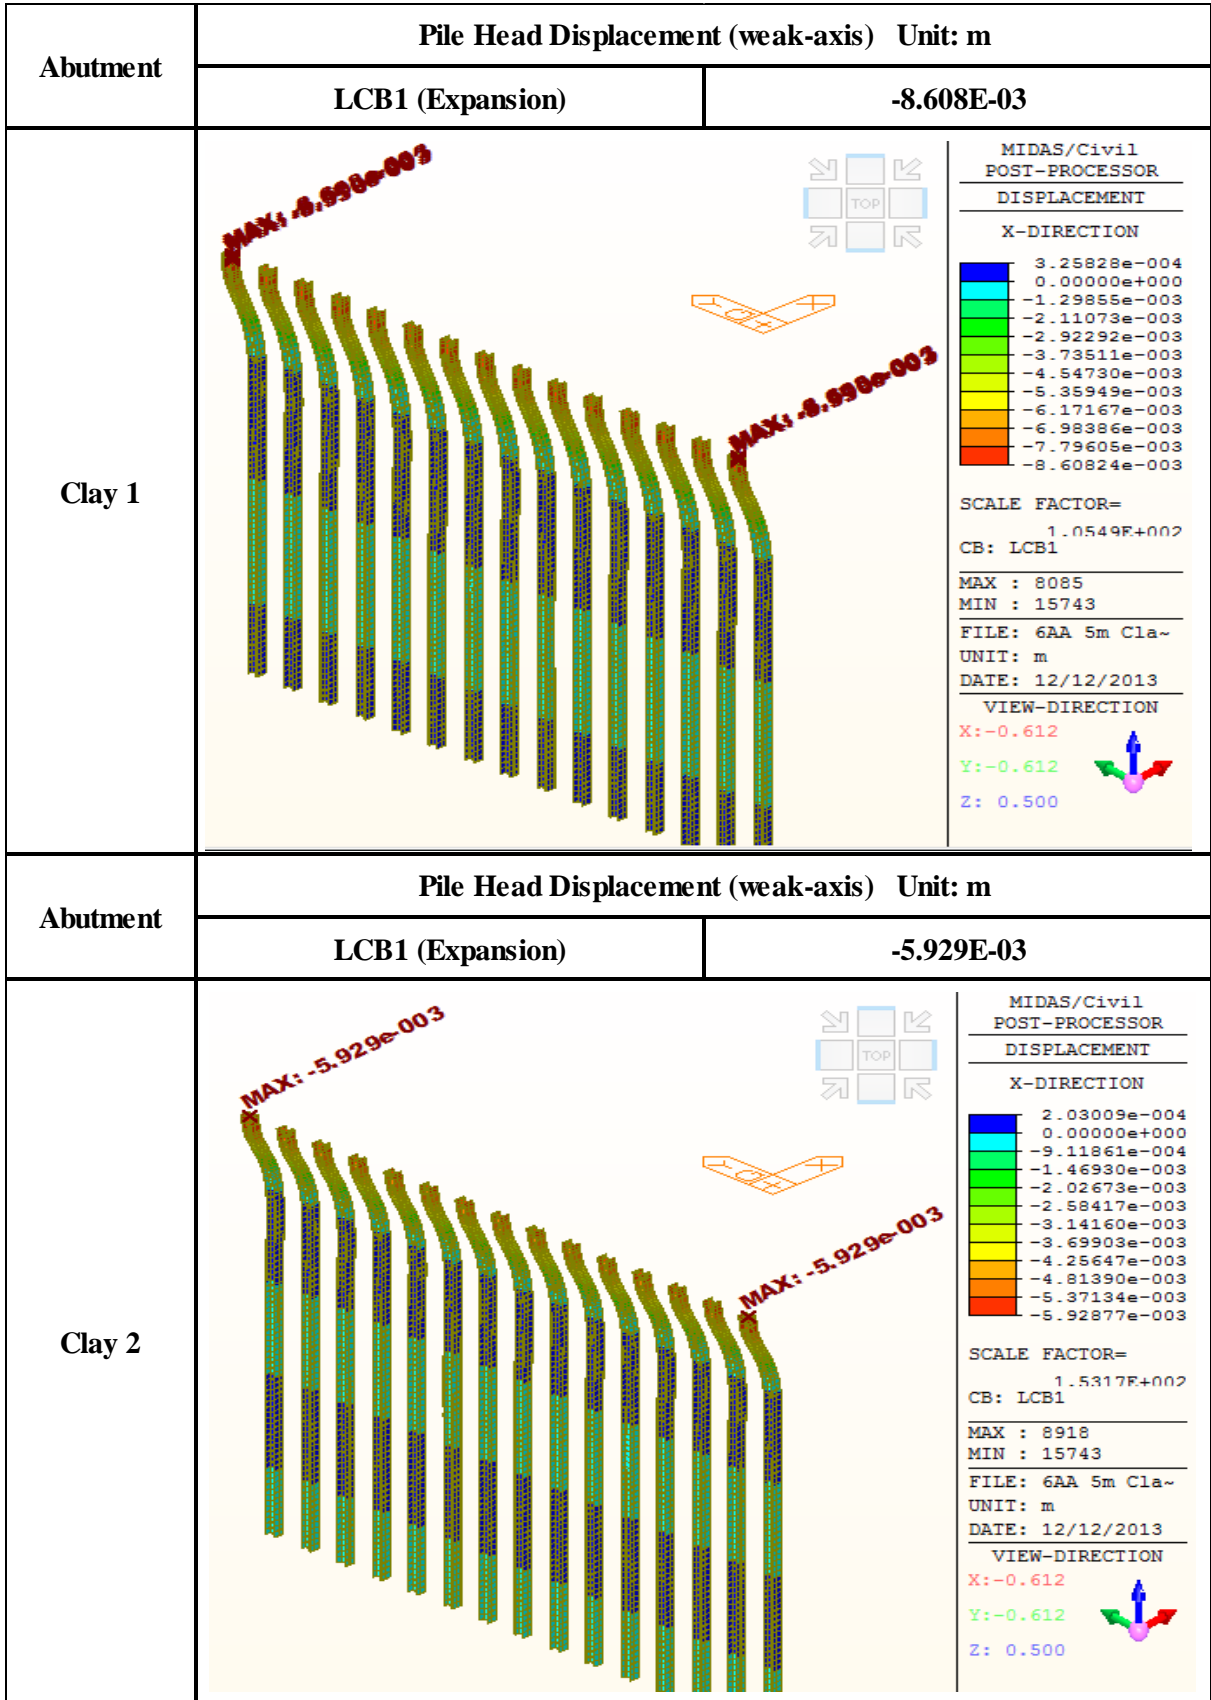 Abutment
Pile Head Displacement (weak-axis) Unit: m
LCB1 (Expansion)
-8.608E-03
Clay 1
TOP
MIDAS/Civil
POST-PROCESSOR
DISPLACEMENT
X-DIRECTION
3.25828e-004
0.00000e+000
-1.29855e-003
-2.11073e-003
-2.92292e-003
-3.73511e-003
-4.54730e-003
-5.35949e-003
-6.17167e-003
-6.98386e-003
-7.79605e-003
-8.60824e-003
SCALE FACTOR=
1.0549E+002
CB: LCB1
MAX : 8085
MIN : 15743
FILE: 6AA 5m Cla~
UNIT: m
DATE: 12/12/2013
VIEW-DIRECTION
X:-0.612
Y:-0.612
Z: 0.500
Abutment
Pile Head Displacement (weak-axis) Unit: m
LCB1 (Expansion)
-5.929E-03
Clay 2
MAX: -5.929e-003
MAX: -5.929e-003
TOP
MIDAS/Civil
POST-PROCESSOR
DISPLACEMENT
X-DIRECTION
2.03009e-004
0.00000e+000
-9.11861e-004
-1.46930e-003
-2.02673e-003
-2.58417e-003
-3.14160e-003
-3.69903e-003
-4.25647e-003
-4.81390e-003
-5.37134e-003
-5.92877e-003
SCALE FACTOR=
1.5317E+002
CB: LCB1
MAX : 8918
MIN : 15743
FILE: 6AA 5m Cla~
UNIT: m
DATE: 12/12/2013
VIEW-DIRECTION
X:-0.612
Y:-0.612
Z: 0.500